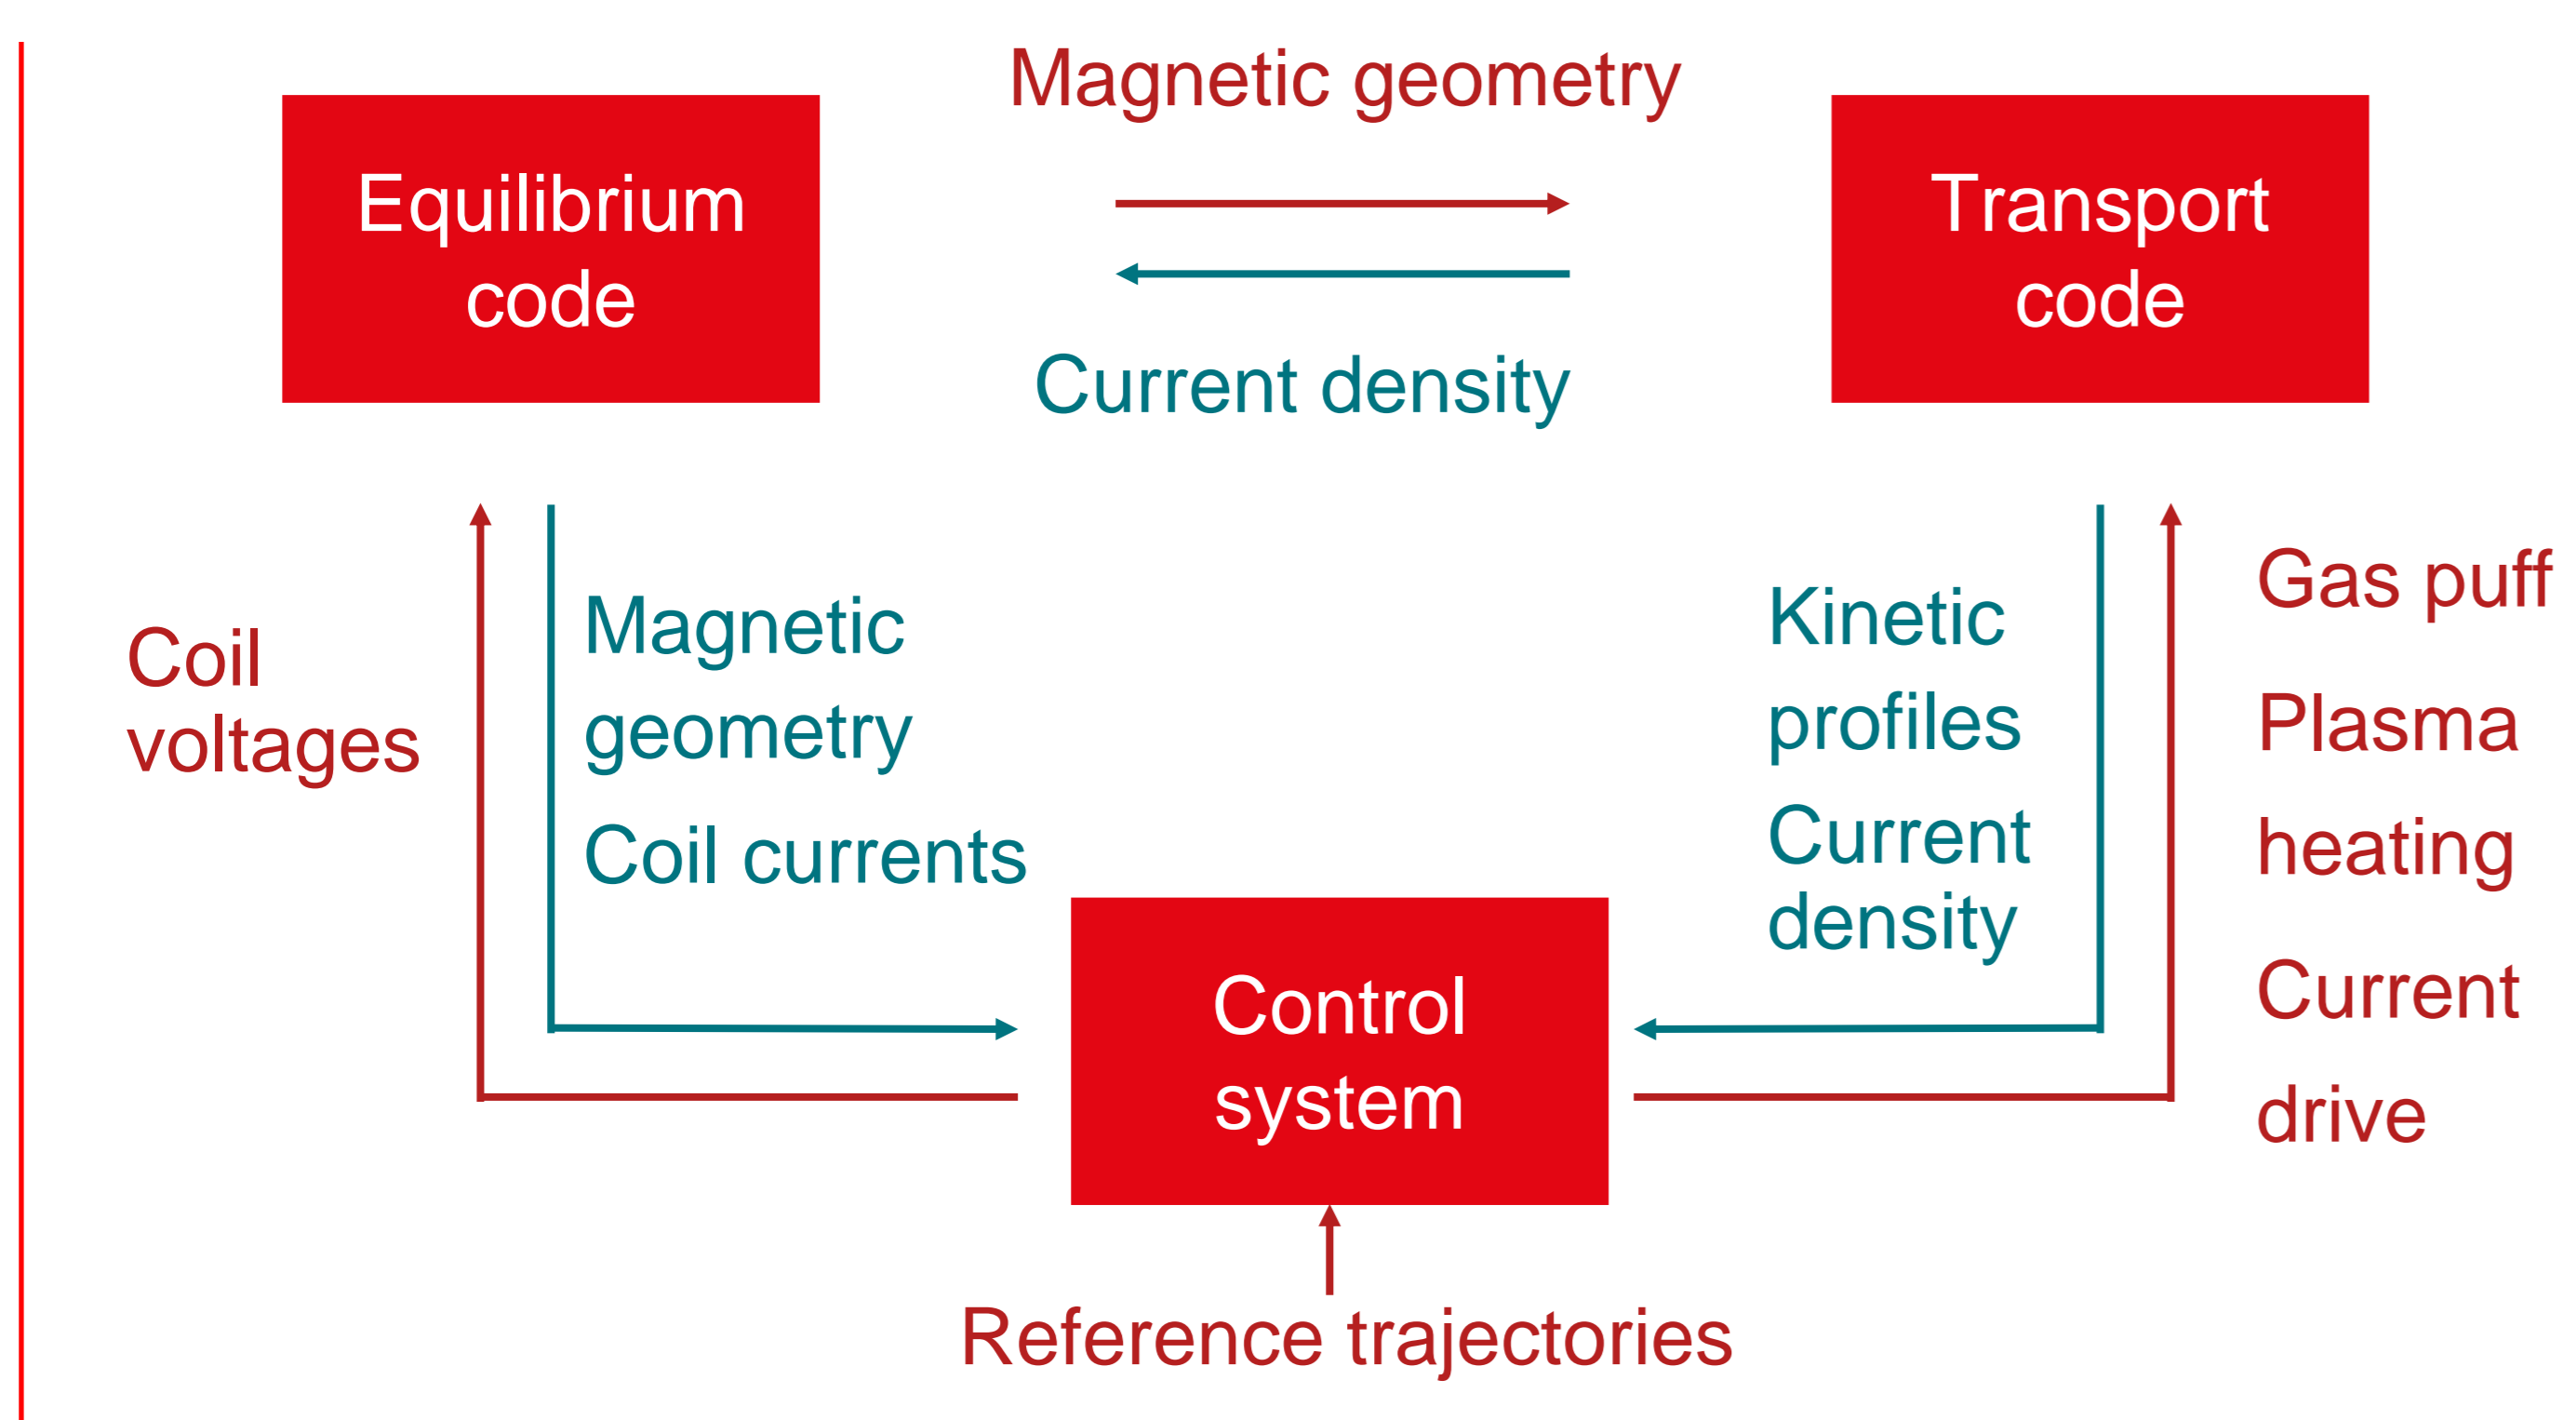 Magnetic geometry
Equilibrium
code
Transport
code
Current density
Coil
voltages
Magnetic
geometry
Coil currents
Kinetic
profiles
Current
density
Gas puff
Plasma
heating
Current
drive
Control
system
Reference trajectories